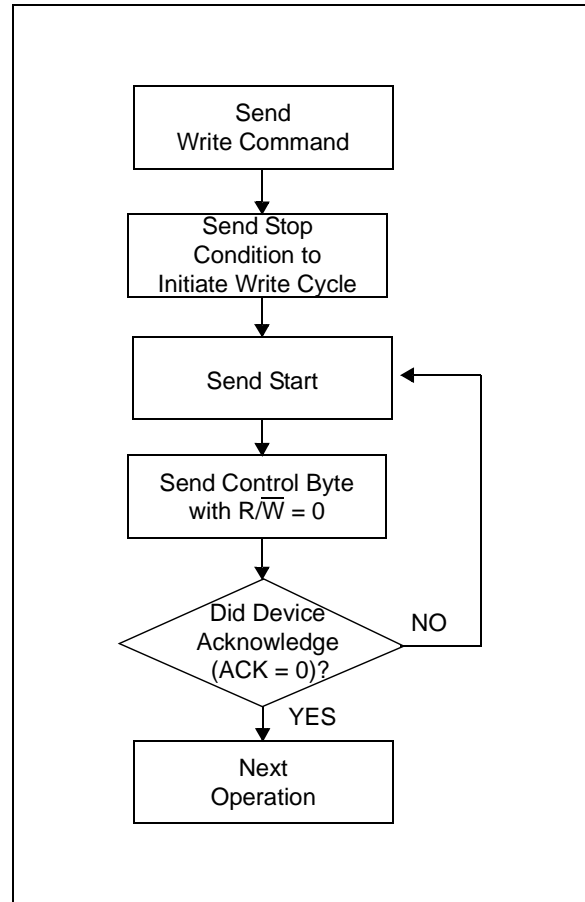 Send
Write Command
Send Stop
Condition to
Initiate Write Cycle
Send Start
Send Control Byte
with R/W̅ = 0
Did Device
Acknowledge
(ACK = 0)?
NO
YES
Next
Operation